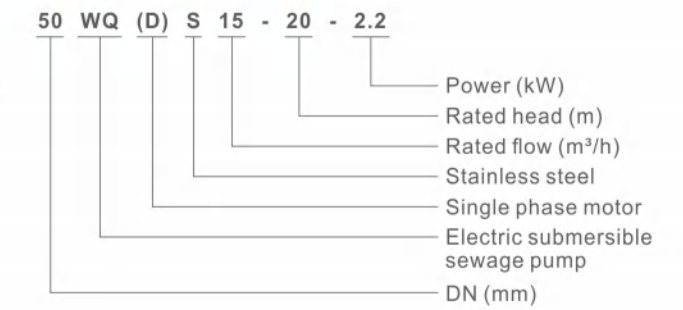 50 WQ (D) S 15 - 20 - 2.2
Power (kW)
Rated head (m)
Rated flow (m³/h)
Stainless steel
Single phase motor
Electric submersible
sewage pump
DN (mm)